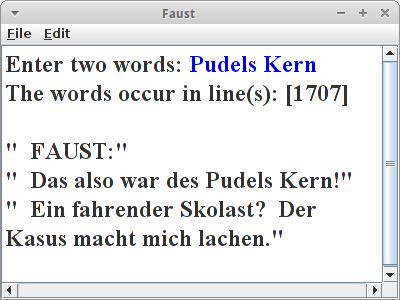 Faust
File Edit
Enter two words: Pudels Kern
The words occur in line(s): [1707]
"  FAUST:"
"  Das also war des Pudels Kern!"
"  Ein fahrender Skolast?  Der
Kasus macht mich lachen."